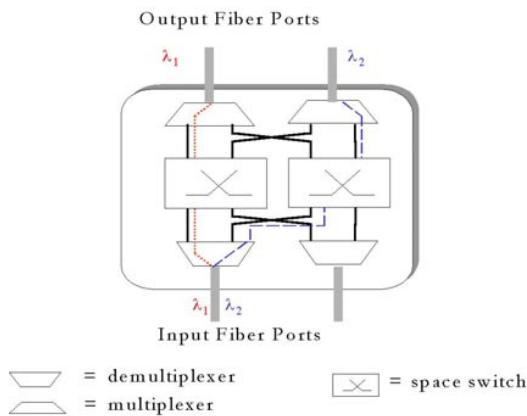 Output Fiber Ports
λ1 λ2
λ1 λ2
Input Fiber Ports
= demultiplexer
= space switch
= multiplexer